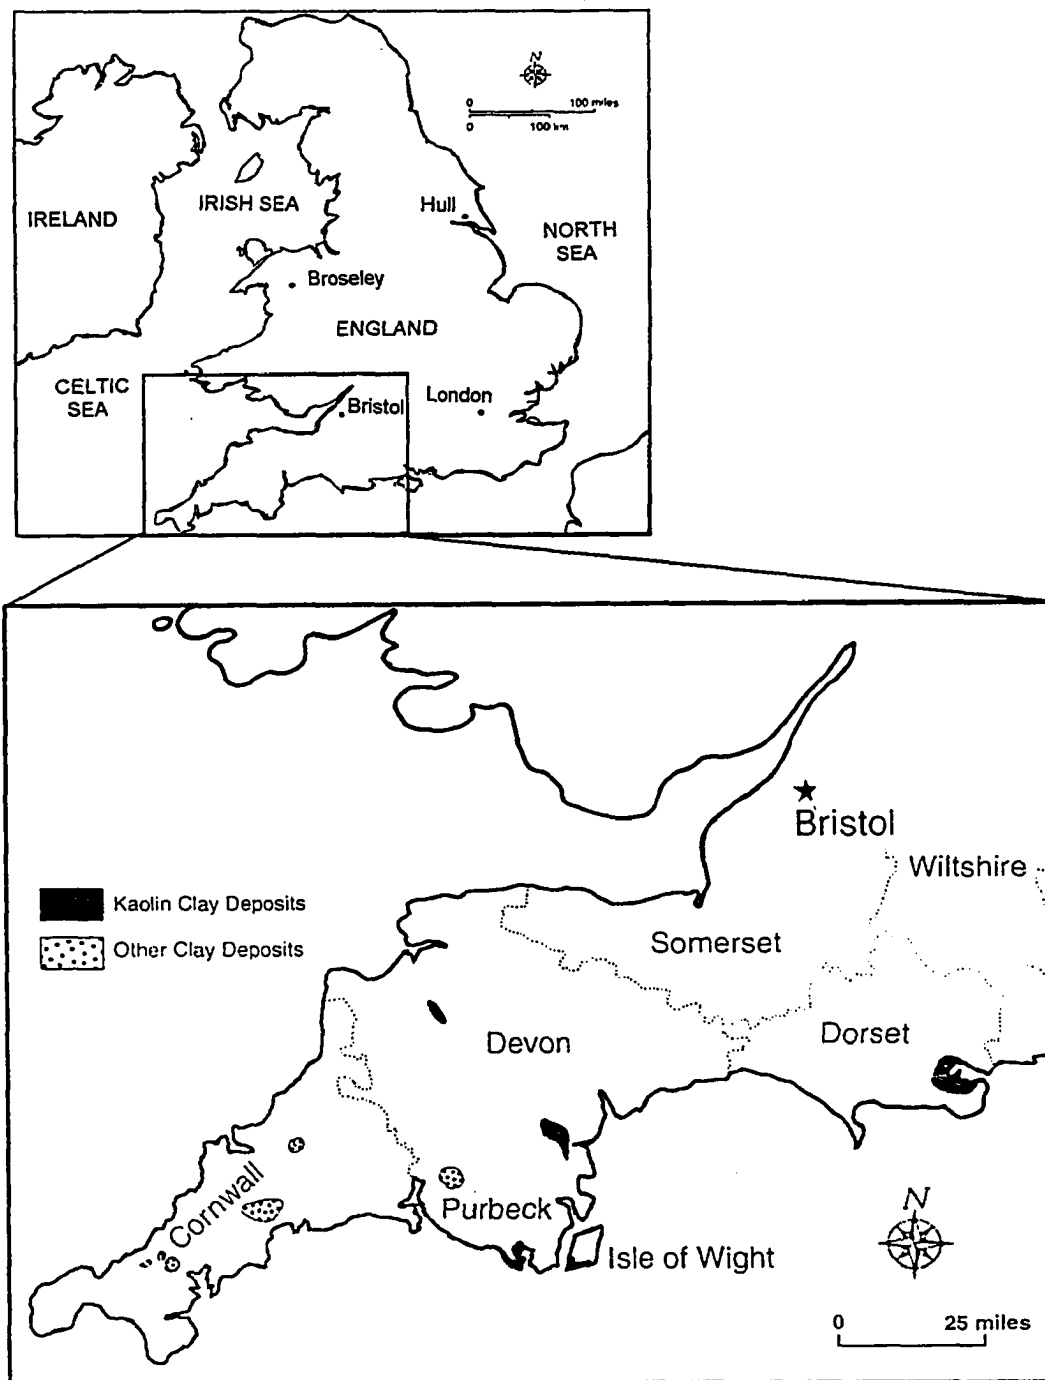 N
0 100 miles
0 100 km
IRELAND
IRISH SEA
Hull
NORTH
SEA
Broseley
ENGLAND
CELTIC
SEA
Bristol
London
Bristol
Wiltshire
Kaolin Clay Deposits
Other Clay Deposits
Somerset
Devon
Dorset
Cornwall
Purbeck
Isle of Wight
N
0 25 miles